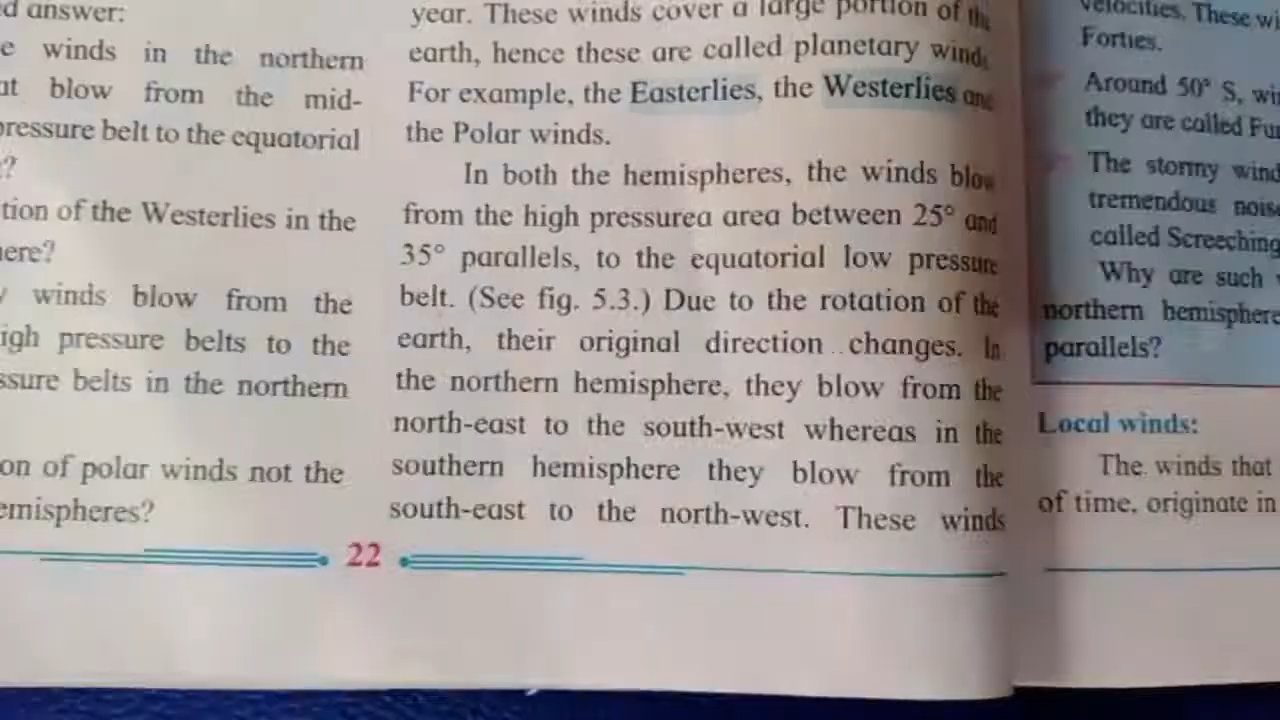 d answer:
e winds in the northern
at blow from the mid-
pressure belt to the equatorial
?
tion of the Westerlies in the
here?
y winds blow from the
igh pressure belts to the
ssure belts in the northern
on of polar winds not the
emispheres?
year. These winds cover a large portion of the
earth, hence these are called planetary winds.
For example, the Easterlies, the Westerlies and
the Polar winds.
In both the hemispheres, the winds blow
from the high pressurea area between 25° and
35° parallels, to the equatorial low pressure
belt. (See fig. 5.3.) Due to the rotation of the
earth, their original direction changes. In
the northern hemisphere, they blow from the
north-east to the south-west whereas in the
southern hemisphere they blow from the
south-east to the north-west. These winds
22
velocities. These wi
Forties.
Around 50° S, wi
they are called Fu
The stormy wind
tremendous nois
called Screeching
Why are such
northern hemisphere
parallels?
Local winds:
The winds that
of time, originate in